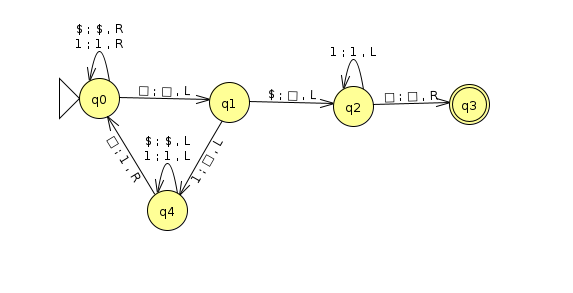 $ ; $ , R
1 ; 1 , R
□ ; □ , L
$ ; □ , L
1 ; 1 , L
□ ; □ , R
q0
q1
q2
q3
$ ; $ , L
1 ; 1 , L
□ ; 1 , R
1 ; □ , L
q4